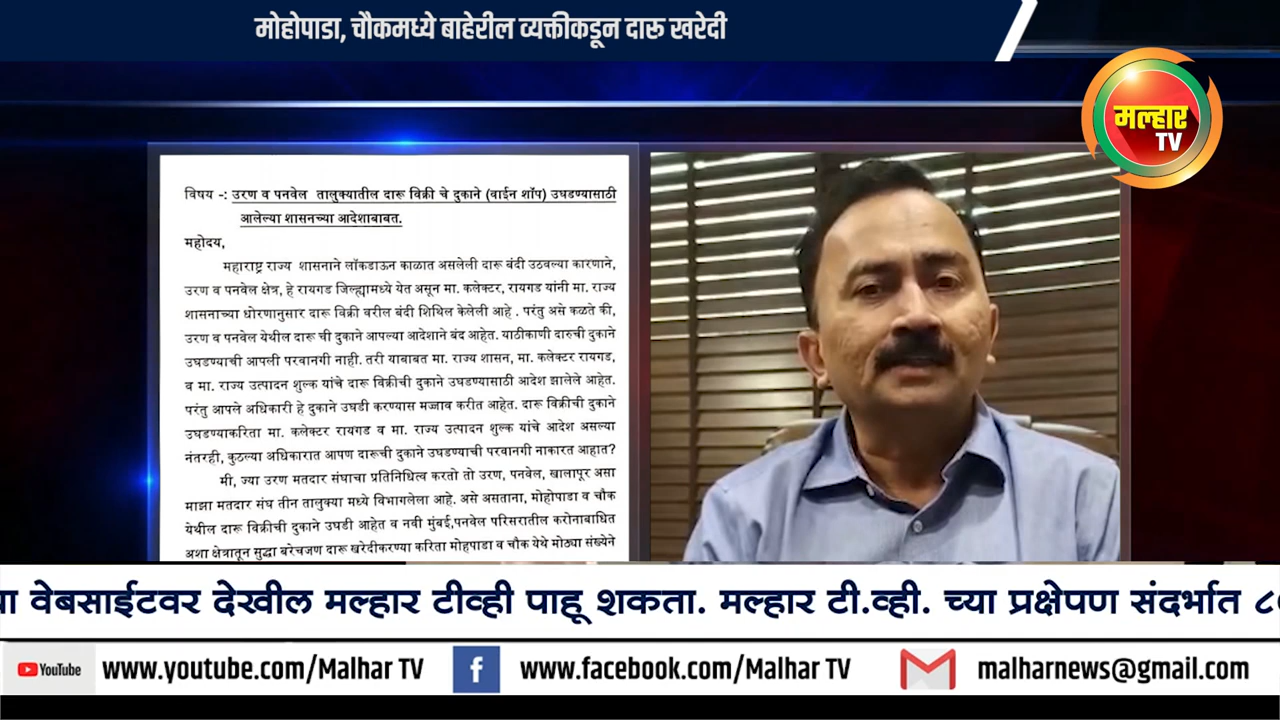 मोहोपाडा, चौकमध्ये बाहेरील व्यक्तीकडून दारू खरेदी
मल्हार
TV
विषय -: उरण व पनवेल तालुक्यातील दारू विक्री चे दुकाने (वाईन शॉप) उघडण्यासाठी
आलेल्या शासनच्या आदेशाबाबत.
महोदय,
महाराष्ट्र राज्य शासनाने लॉकडाऊन काळात असलेली दारू बंदी उठवल्या कारणाने,
उरण व पनवेल क्षेत्र, हे रायगड जिल्ह्यामध्ये येत असून मा. कलेक्टर, रायगड यांनी मा. राज्य
शासनाच्या धोरणानुसार दारू विक्री वरील बंदी शिथिल केलेली आहे . परंतु असे कळते की,
उरण व पनवेल येथील दारू ची दुकाने आपल्या आदेशाने बंद आहेत. याठीकाणी दारुची दुकाने
उघडण्याची आपली परवानगी नाही. तरी याबाबत मा. राज्य शासन, मा. कलेक्टर रायगड,
व मा. राज्य उत्पादन शुल्क यांचे दारू विक्रीची दुकाने उघडण्यासाठी आदेश झालेले आहेत.
परंतु आपले अधिकारी हे दुकाने उघडी करण्यास मज्जाव करीत आहेत. दारू विक्रीची दुकाने
उघडण्याकरिता मा. कलेक्टर रायगड व मा. राज्य उत्पादन शुल्क यांचे आदेश असल्या
नंतरही, कुठल्या अधिकारात आपण दारूची दुकाने उघडण्याची परवानगी नाकारत आहात?
मी, ज्या उरण मतदार संघाचा प्रतिनिधित्व करतो तो उरण, पनवेल, खालापूर असा
माझा मतदार संघ तीन तालुक्या मध्ये विभागलेला आहे. असे असताना, मोहोपाडा व चौक
येथील दारू विक्रीची दुकाने उघडी आहेत व नवी मुंबई,पनवेल परिसरातील करोनाबाधित
अशा क्षेत्रातून सुद्धा बरेचजण दारू खरेदीकरण्या करिता मोहपाडा व चौक येथे मोठ्या संख्येने
या वेबसाईटवर देखील मल्हार टीव्ही पाहू शकता. मल्हार टी.व्ही. च्या प्रक्षेपण संदर्भात ८
YouTube www.youtube.com/Malhar TV www.facebook.com/Malhar TV malharnews@gmail.com